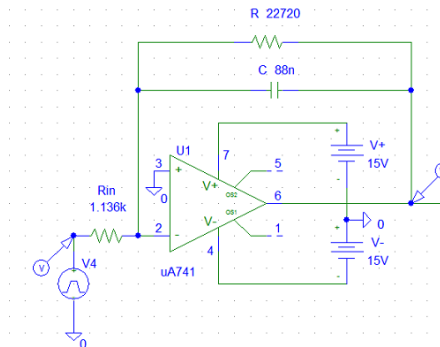 R 22720
C 88n
U1
7
V+
15V
3
+
V+
5
OS2
6
0
Rin
1.136k
2
-
V-
OS1
1
0
4
V-
15V
V
V4
uA741
0